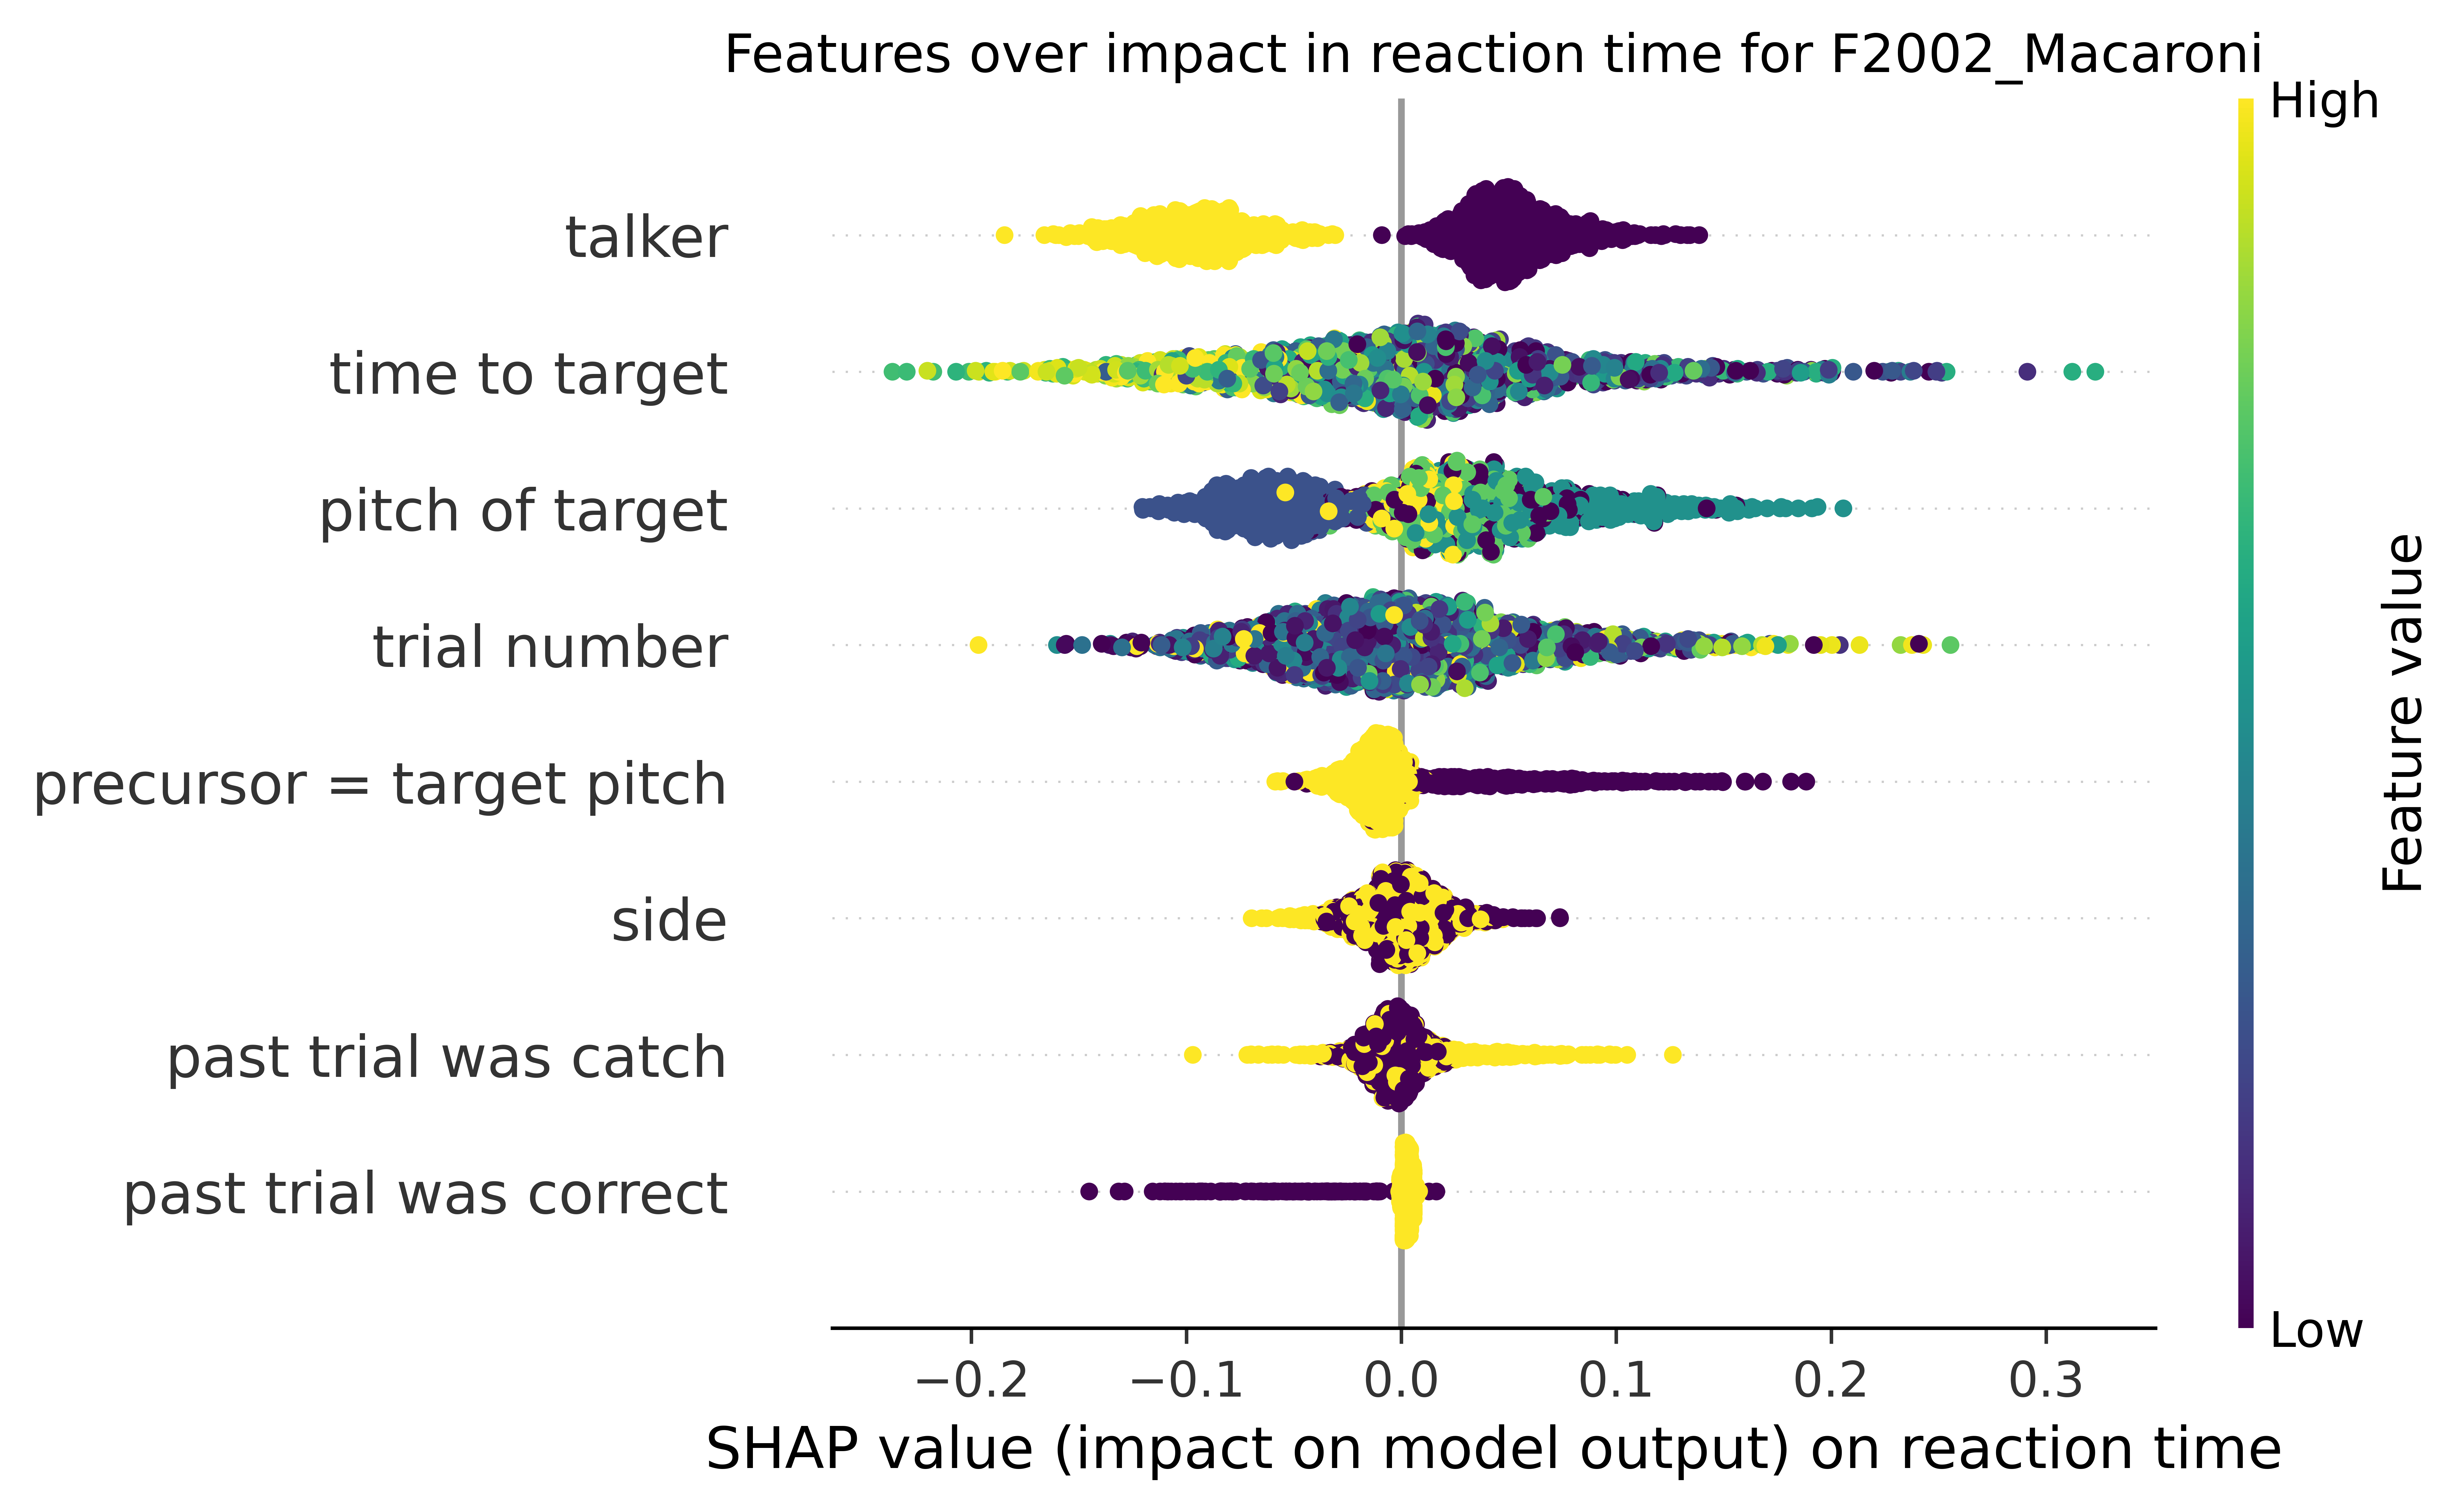 Features over impact in reaction time for F2002_Macaroni
High
talker
time to target
pitch of target
trial number
precursor = target pitch
side
past trial was catch
past trial was correct
Feature value
Low
−0.2 −0.1 0.0 0.1 0.2 0.3
SHAP value (impact on model output) on reaction time